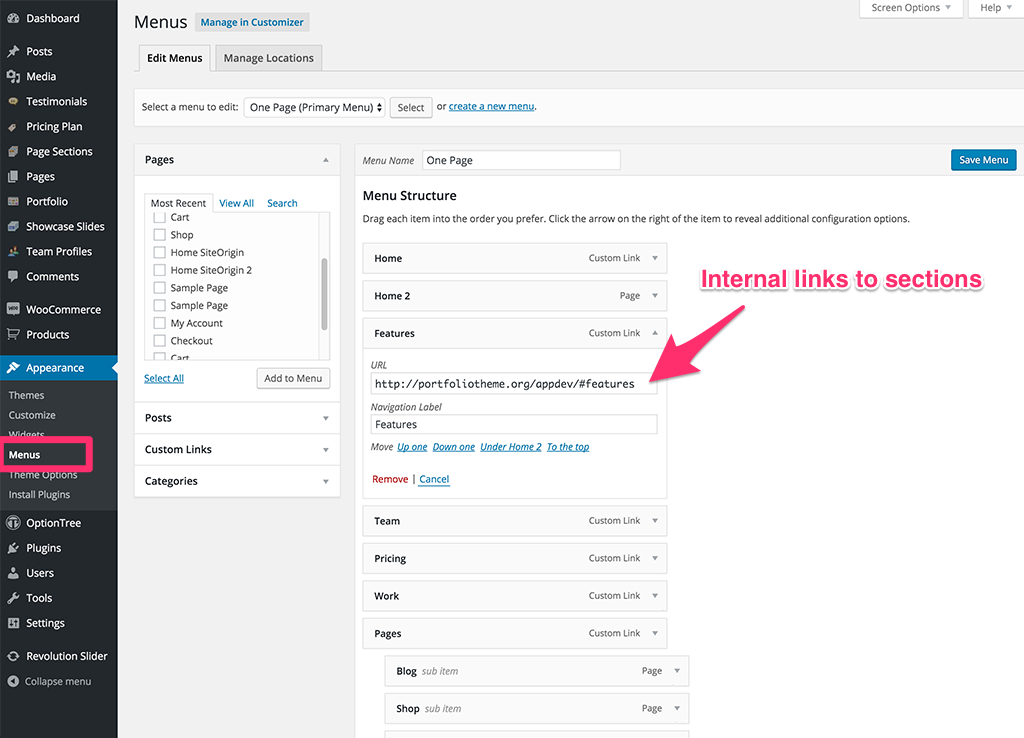 Dashboard
Posts
Media
Testimonials
Pricing Plan
Page Sections
Pages
Portfolio
Showcase Slides
Team Profiles
Comments
WooCommerce
Products
Appearance
Themes
Customize
Widgets
Menus
Theme Options
Install Plugins
OptionTree
Plugins
Users
Tools
Settings
Revolution Slider
Collapse menu
Screen Options Help
Menus Manage in Customizer
Edit Menus Manage Locations
Select a menu to edit: One Page (Primary Menu) Select or create a new menu.
Pages
Most Recent View All Search
Cart
Shop
Home SiteOrigin
Home SiteOrigin 2
Sample Page
Sample Page
My Account
Checkout
Cart
Select All Add to Menu
Posts
Custom Links
Categories
Menu Name One Page Save Menu
Menu Structure
Drag each item into the order you prefer. Click the arrow on the right of the item to reveal additional configuration options.
Home Custom Link
Home 2 Page
Internal links to sections
Features Custom Link
URL
http://portfoliotheme.org/appdev/#features
Navigation Label
Features
Move Up one Down one Under Home 2 To the top
Remove | Cancel
Team Custom Link
Pricing Custom Link
Work Custom Link
Pages Custom Link
Blog sub item Page
Shop sub item Page